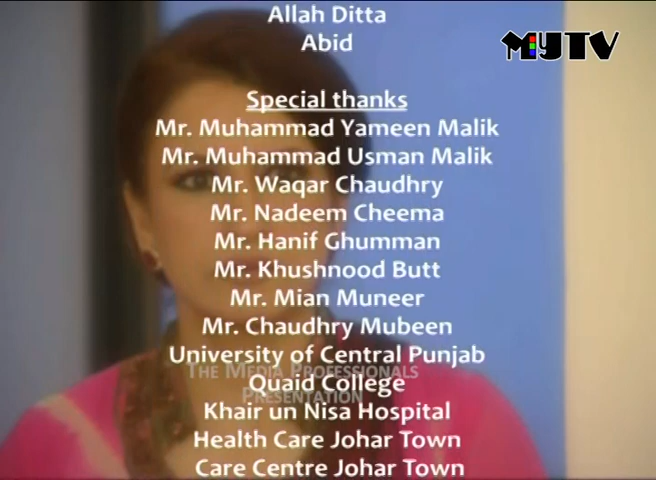 Allah Ditta
MYTV
Abid
Special thanks
Mr. Muhammad Yameen Malik
Mr. Muhammad Usman Malik
Mr. Waqar Chaudhry
Mr. Nadeem Cheema
Mr. Hanif Ghumman
Mr. Khushnood Butt
Mr. Mian Muneer
Mr. Chaudhry Mubeen
University of Central Punjab
The Media Professionals
Quaid College
Presentation
Khair un Nisa Hospital
Health Care Johar Town
Care Centre Johar Town